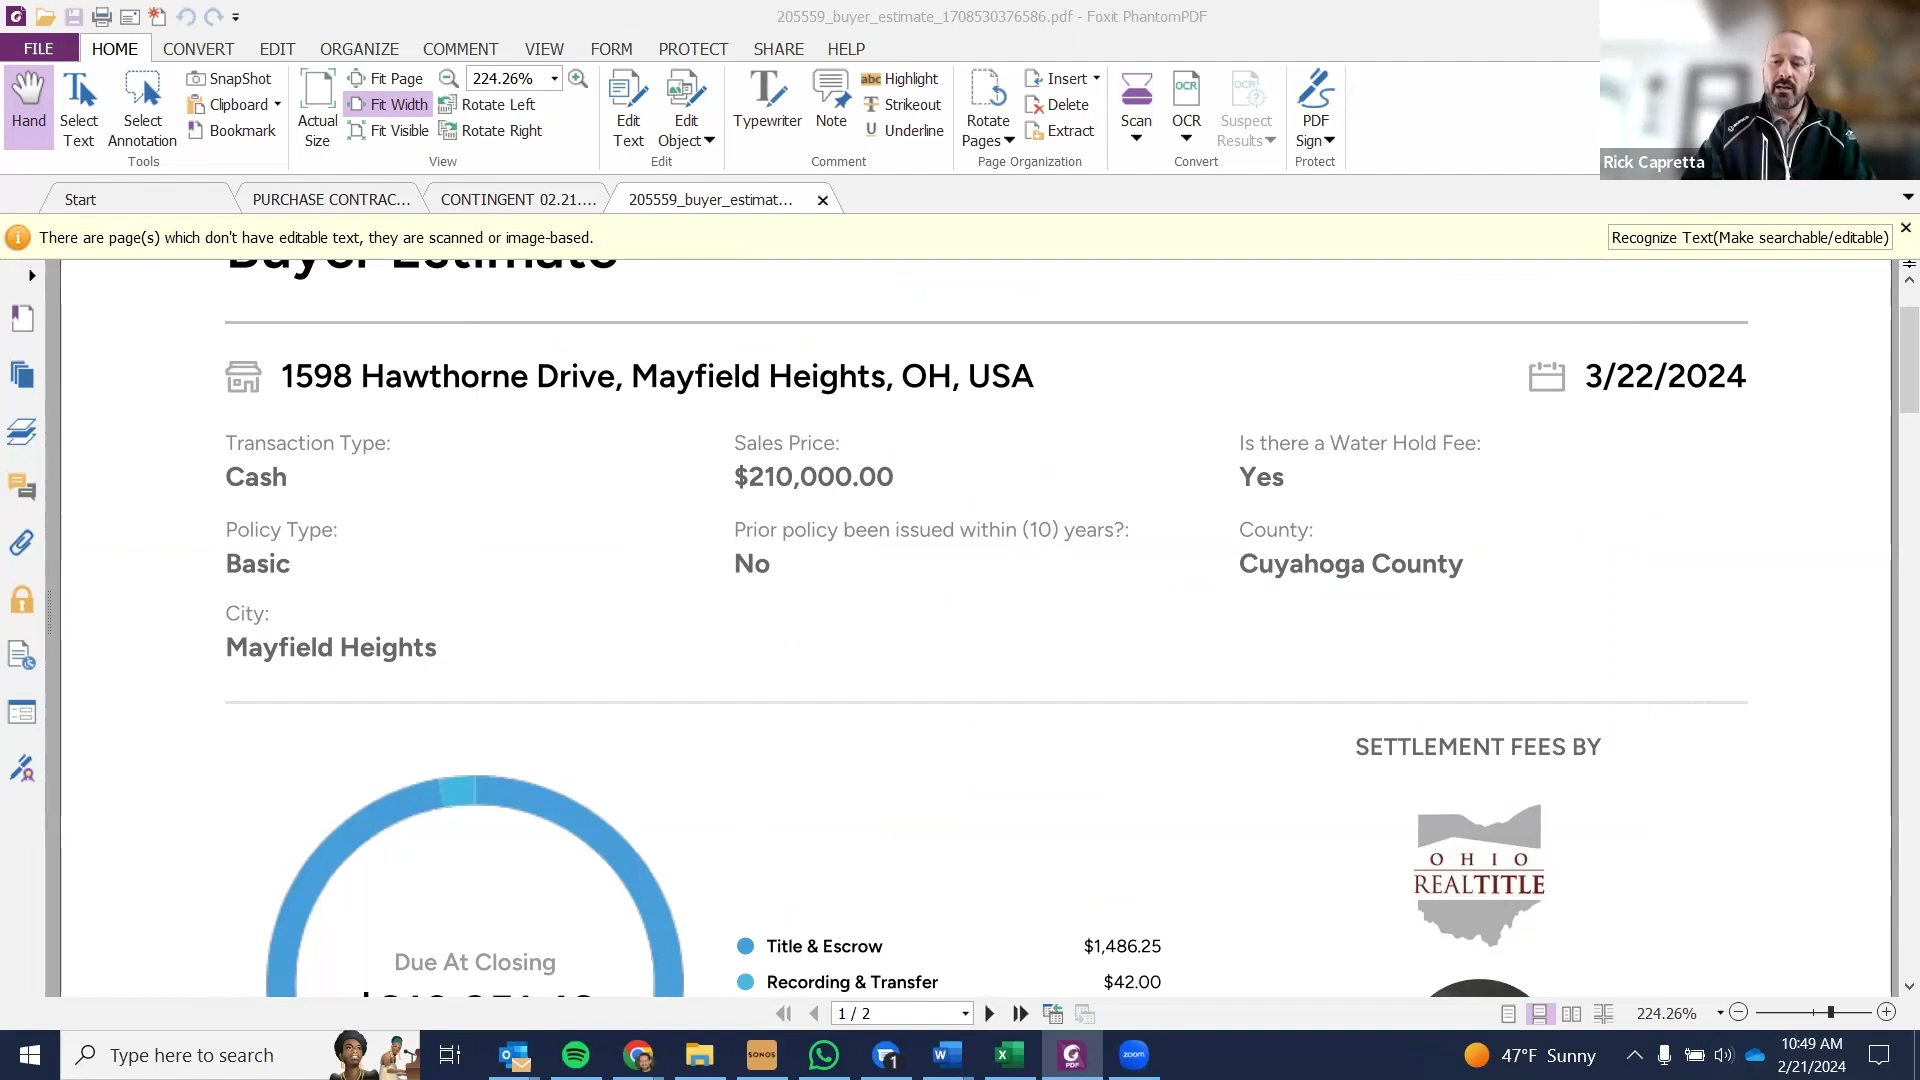 205559_buyer_estimate_1708530376586.pdf - Foxit PhantomPDF
FILE HOME CONVERT EDIT ORGANIZE COMMENT VIEW FORM PROTECT SHARE HELP
Hand
Select Text
Select Annotation
SnapShot
Clipboard
Bookmark
Tools
Actual Size
Fit Page
Fit Width
Fit Visible
224.26%
Rotate Left
Rotate Right
View
Edit Text
Edit Object
Edit
Typewriter
Note
Highlight
Strikeout
Underline
Comment
Rotate Pages
Insert
Delete
Extract
Page Organization
Scan
OCR
OCR
Suspect Results
Convert
PDF Sign
Protect
Rick Capretta
Start
PURCHASE CONTRAC...
CONTINGENT 02.21....
205559_buyer_estimat...
There are page(s) which don't have editable text, they are scanned or image-based.
Recognize Text(Make searchable/editable)
Buyer Estimate
1598 Hawthorne Drive, Mayfield Heights, OH, USA
3/22/2024
Transaction Type:
Cash
Sales Price:
$210,000.00
Is there a Water Hold Fee:
Yes
Policy Type:
Basic
Prior policy been issued within (10) years?:
No
County:
Cuyahoga County
City:
Mayfield Heights
SETTLEMENT FEES BY
OHIO
REALTITLE
Due At Closing
Title & Escrow $1,486.25
Recording & Transfer $42.00
1 / 2
224.26%
Type here to search
SONOS
zoom
47°F Sunny
10:49 AM
2/21/2024